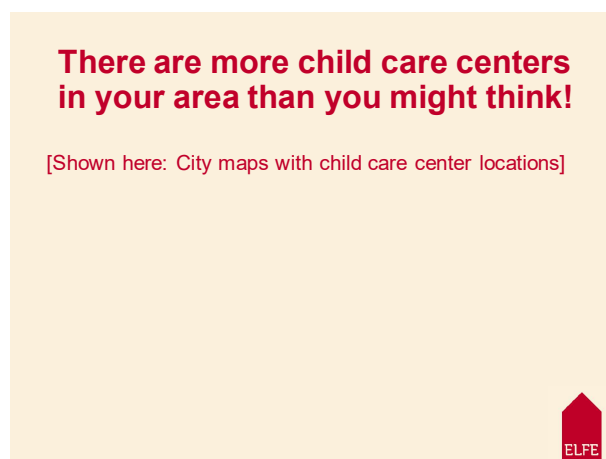 There are more child care centers
in your area than you might think!
[Shown here: City maps with child care center locations]
ELFE